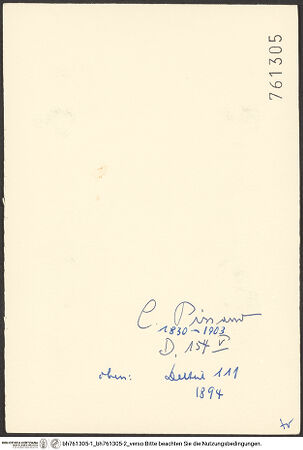 761305
C. Pissarro
1830-1903
D. 154 V
oben: Delteil 111
1894
bh761305-1_bh761305-2_verso Bitte beachten Sie die Nutzungsbedingungen.